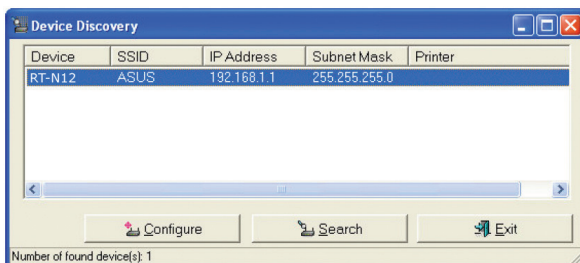 Device Discovery
Device SSID IP Address Subnet Mask Printer
RT-N12 ASUS 192.168.1.1 255.255.255.0
Configure Search Exit
Number of found device(s): 1